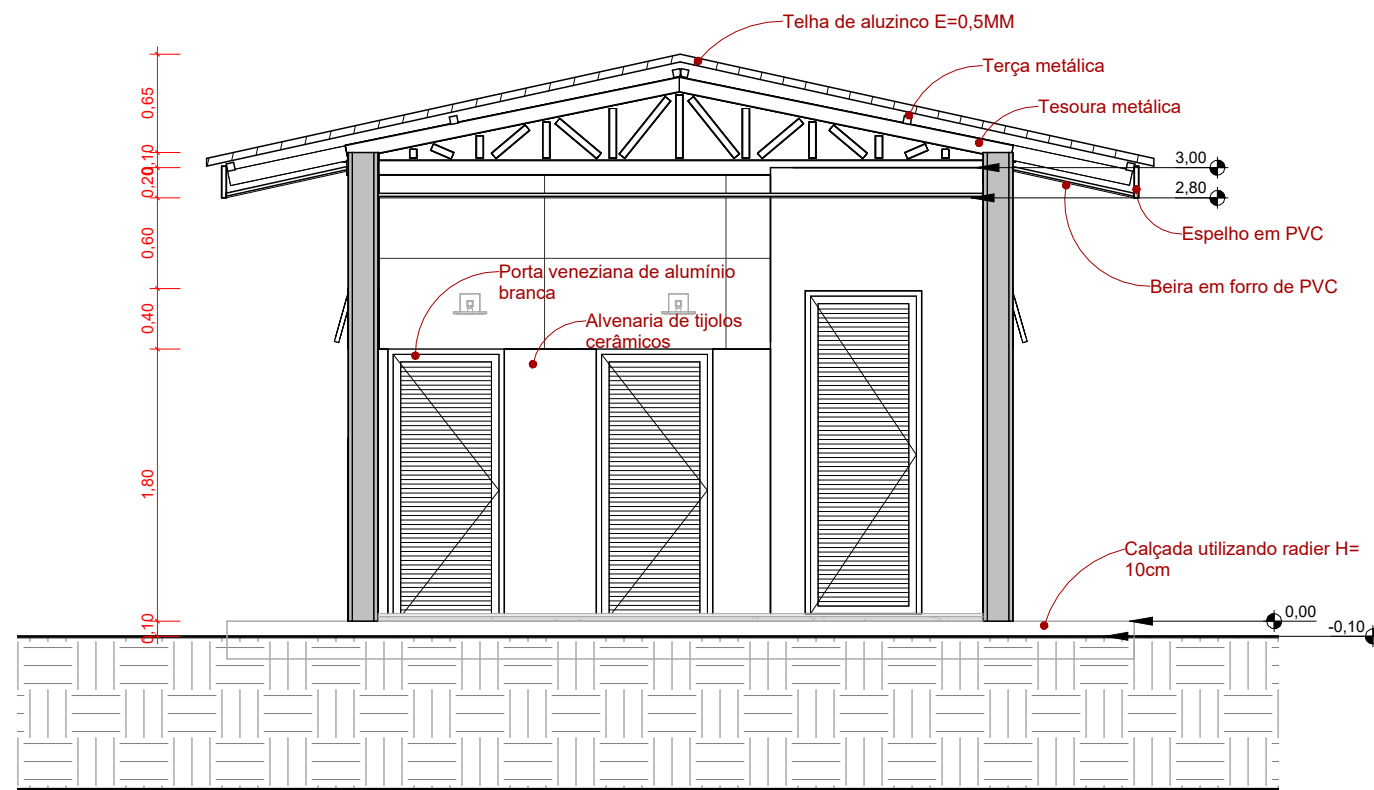 Telha de aluzinco E=0,5MM
Terça metálica
Tesoura metálica
0,65
0,10
0,20
3,00
2,80
Espelho em PVC
0,60
Porta veneziana de alumínio
branca
Beira em forro de PVC
0,40
Alvenaria de tijolos
cerâmicos
1,80
Calçada utilizando radier H=
10cm
0,10
0,00
-0,10